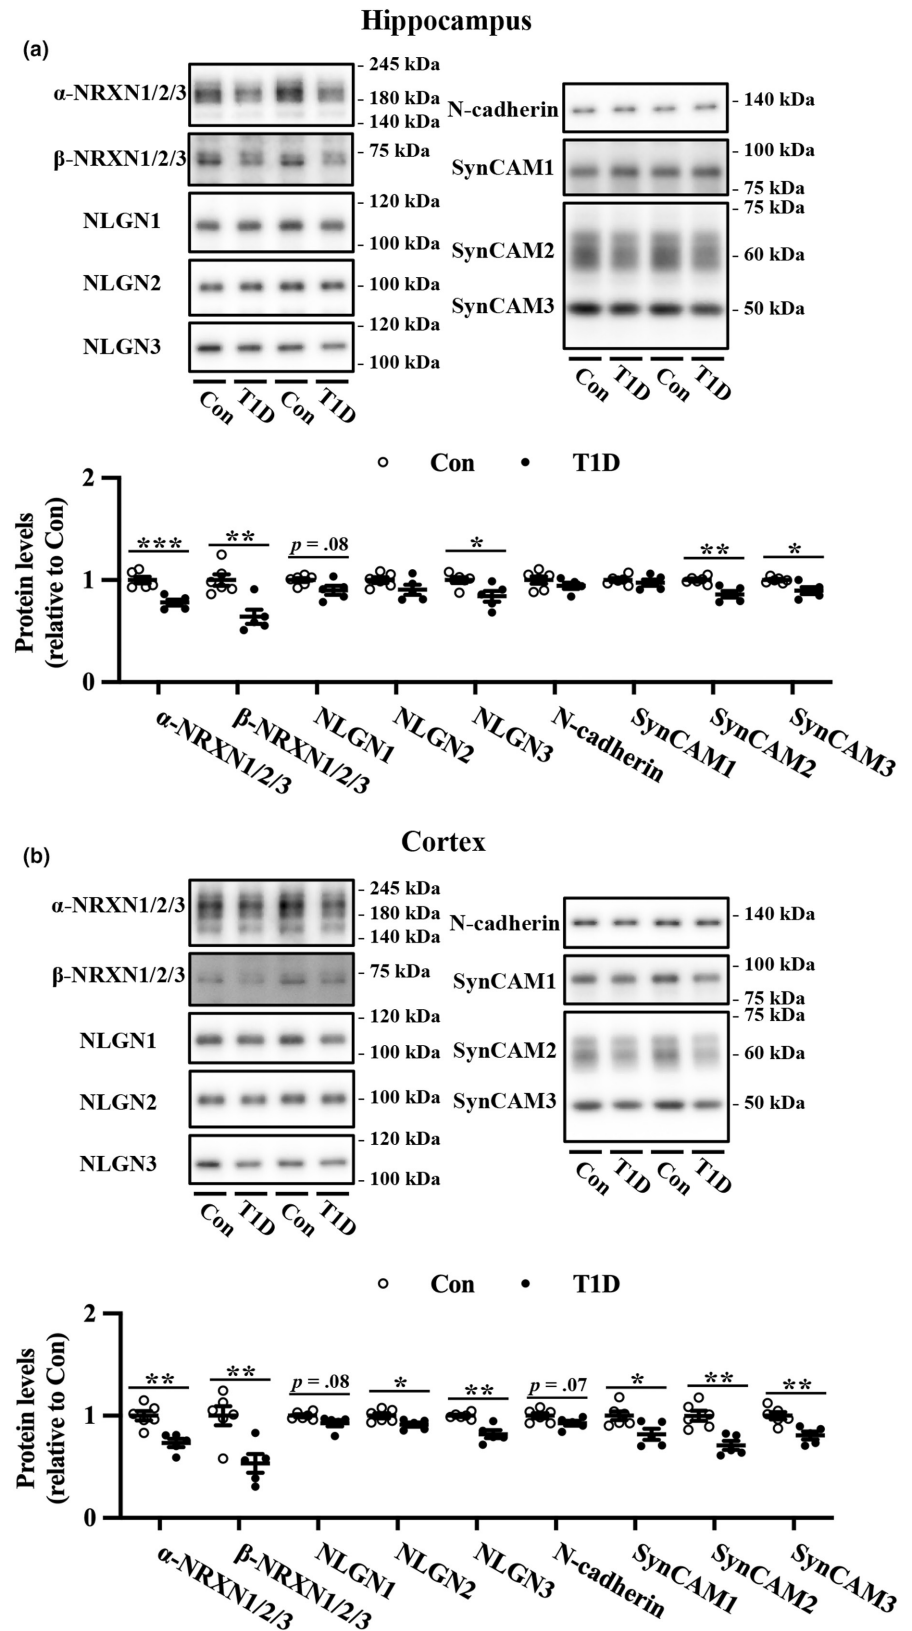 Hippocampus
(a)
α-NRXN1/2/3
- 245 kDa
- 180 kDa
- 140 kDa
β-NRXN1/2/3
- 75 kDa
NLGN1
- 120 kDa
- 100 kDa
NLGN2
- 100 kDa
NLGN3
- 120 kDa
- 100 kDa
Con T1D Con T1D
N-cadherin
- 140 kDa
SynCAM1
- 100 kDa
- 75 kDa
- 75 kDa
SynCAM2
- 60 kDa
SynCAM3
- 50 kDa
Con T1D Con T1D
Con T1D
Protein levels
(relative to Con)
2
1
0
*** ** p = .08 * ** *
α-NRXN1/2/3
β-NRXN1/2/3
NLGN1
NLGN2
NLGN3
N-cadherin
SynCAM1
SynCAM2
SynCAM3
Cortex
(b)
α-NRXN1/2/3
- 245 kDa
- 180 kDa
- 140 kDa
β-NRXN1/2/3
- 75 kDa
NLGN1
- 120 kDa
- 100 kDa
NLGN2
- 100 kDa
NLGN3
- 120 kDa
- 100 kDa
Con T1D Con T1D
N-cadherin
- 140 kDa
SynCAM1
- 100 kDa
- 75 kDa
- 75 kDa
SynCAM2
- 60 kDa
SynCAM3
- 50 kDa
Con T1D Con T1D
Con T1D
Protein levels
(relative to Con)
2
1
0
** ** p = .08 * ** p = .07 * ** **
α-NRXN1/2/3
β-NRXN1/2/3
NLGN1
NLGN2
NLGN3
N-cadherin
SynCAM1
SynCAM2
SynCAM3